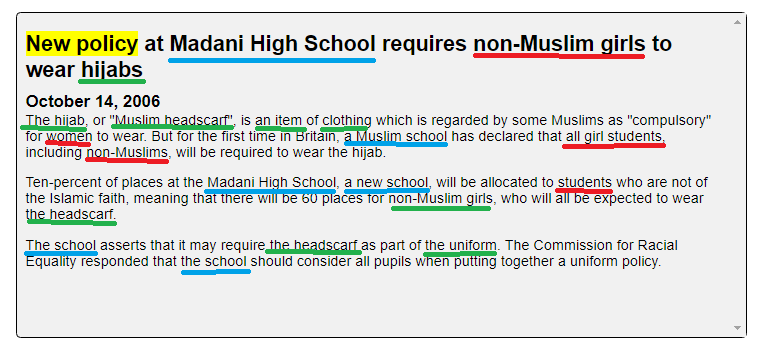 New policy at Madani High School requires non-Muslim girls to
wear hijabs
October 14, 2006
The hijab, or "Muslim headscarf", is an item of clothing which is regarded by some Muslims as "compulsory"
for women to wear. But for the first time in Britain, a Muslim school has declared that all girl students,
including non-Muslims, will be required to wear the hijab.
Ten-percent of places at the Madani High School, a new school, will be allocated to students who are not of
the Islamic faith, meaning that there will be 60 places for non-Muslim girls, who will all be expected to wear
the headscarf.
The school asserts that it may require the headscarf as part of the uniform. The Commission for Racial
Equality responded that the school should consider all pupils when putting together a uniform policy.